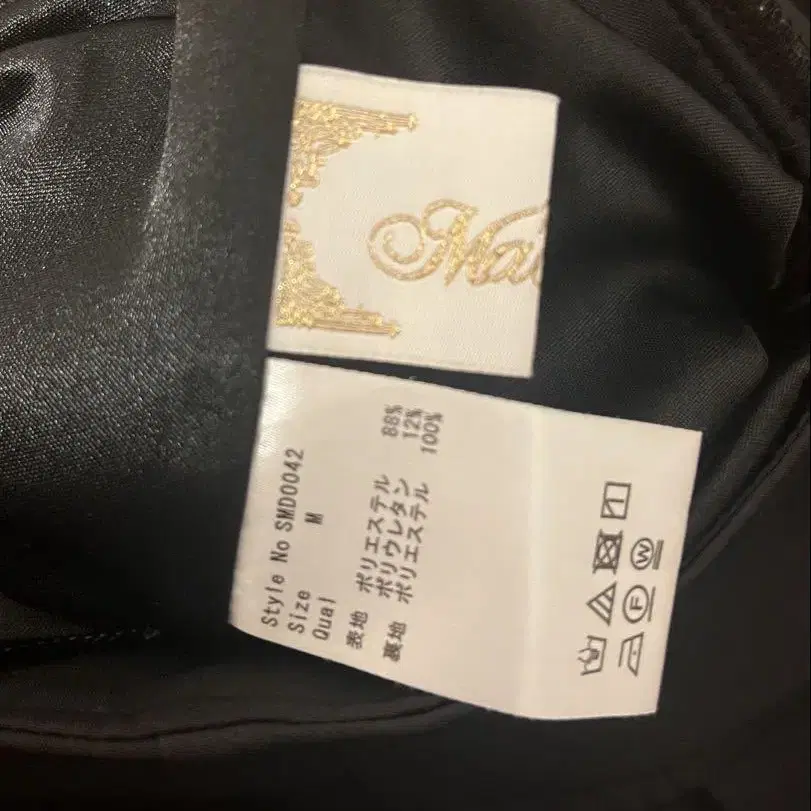 Style No SMD0042
Size M
Qual
表地 ポリエステル 88%
ポリウレタン 12%
裏地 ポリエステル 100%
F W